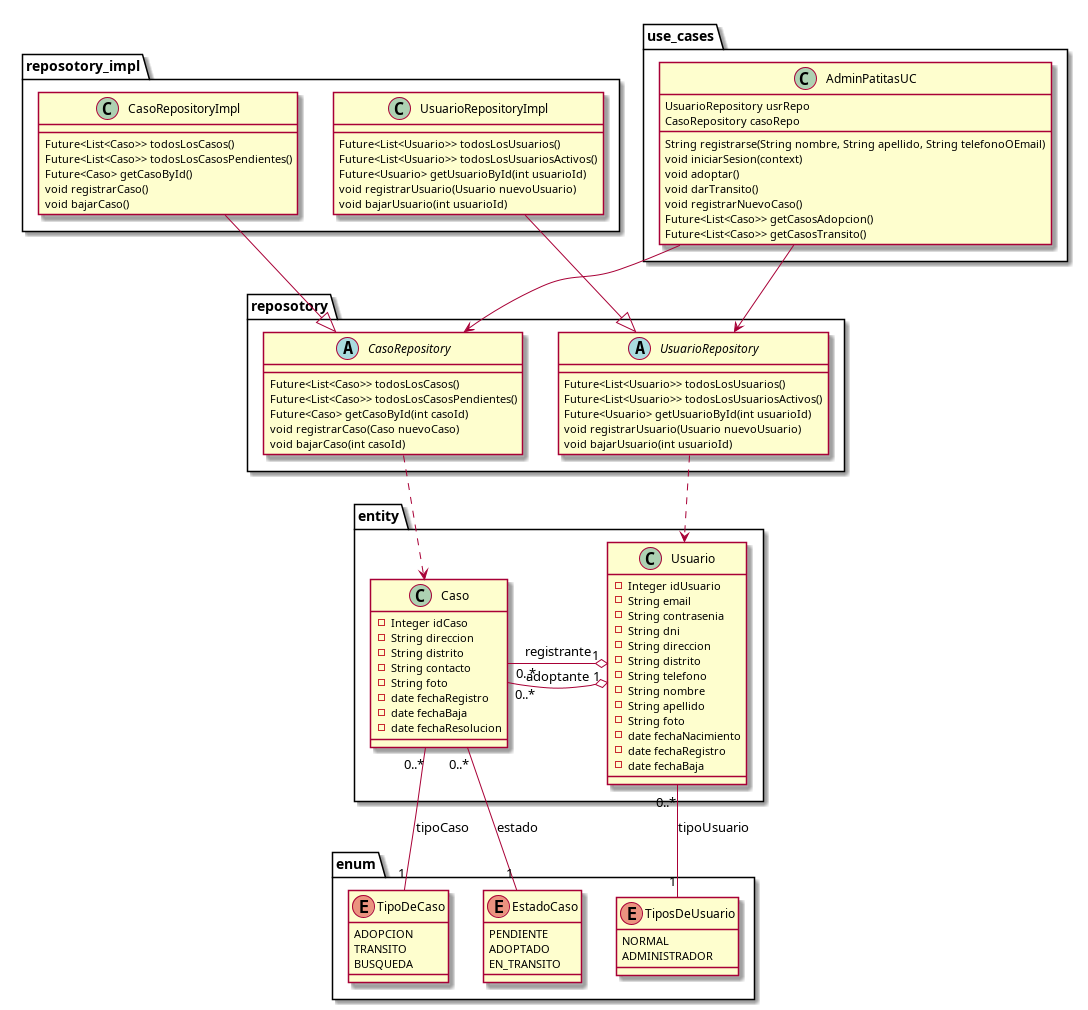 use_cases
C AdminPatitasUC
UsuarioRepository usrRepo
CasoRepository casoRepo
String registrarse(String nombre, String apellido, String telefonoOEmail)
void iniciarSesion(context)
void adoptar()
void darTransito()
void registrarNuevoCaso()
Future<List<Caso>> getCasosAdopcion()
Future<List<Caso>> getCasosTransito()
reposotory_impl
C CasoRepositoryImpl
Future<List<Caso>> todosLosCasos()
Future<List<Caso>> todosLosCasosPendientes()
Future<Caso> getCasoById()
void registrarCaso()
void bajarCaso()
C UsuarioRepositoryImpl
Future<List<Usuario>> todosLosUsuarios()
Future<List<Usuario>> todosLosUsuariosActivos()
Future<Usuario> getUsuarioById(int usuarioId)
void registrarUsuario(Usuario nuevoUsuario)
void bajarUsuario(int usuarioId)
reposotory
A CasoRepository
Future<List<Caso>> todosLosCasos()
Future<List<Caso>> todosLosCasosPendientes()
Future<Caso> getCasoById(int casoId)
void registrarCaso(Caso nuevoCaso)
void bajarCaso(int casoId)
A UsuarioRepository
Future<List<Usuario>> todosLosUsuarios()
Future<List<Usuario>> todosLosUsuariosActivos()
Future<Usuario> getUsuarioById(int usuarioId)
void registrarUsuario(Usuario nuevoUsuario)
void bajarUsuario(int usuarioId)
entity
C Caso
Integer idCaso
String direccion
String distrito
String contacto
String foto
date fechaRegistro
date fechaBaja
date fechaResolucion
registrante 1
0..*
adoptante 1
0..*
C Usuario
Integer idUsuario
String email
String contrasenia
String dni
String direccion
String distrito
String telefono
String nombre
String apellido
String foto
date fechaNacimiento
date fechaRegistro
date fechaBaja
0..*
0..*
0..*
tipoCaso
estado
tipoUsuario
1
1
1
enum
E TipoDeCaso
ADOPCION
TRANSITO
BUSQUEDA
E EstadoCaso
PENDIENTE
ADOPTADO
EN_TRANSITO
E TiposDeUsuario
NORMAL
ADMINISTRADOR